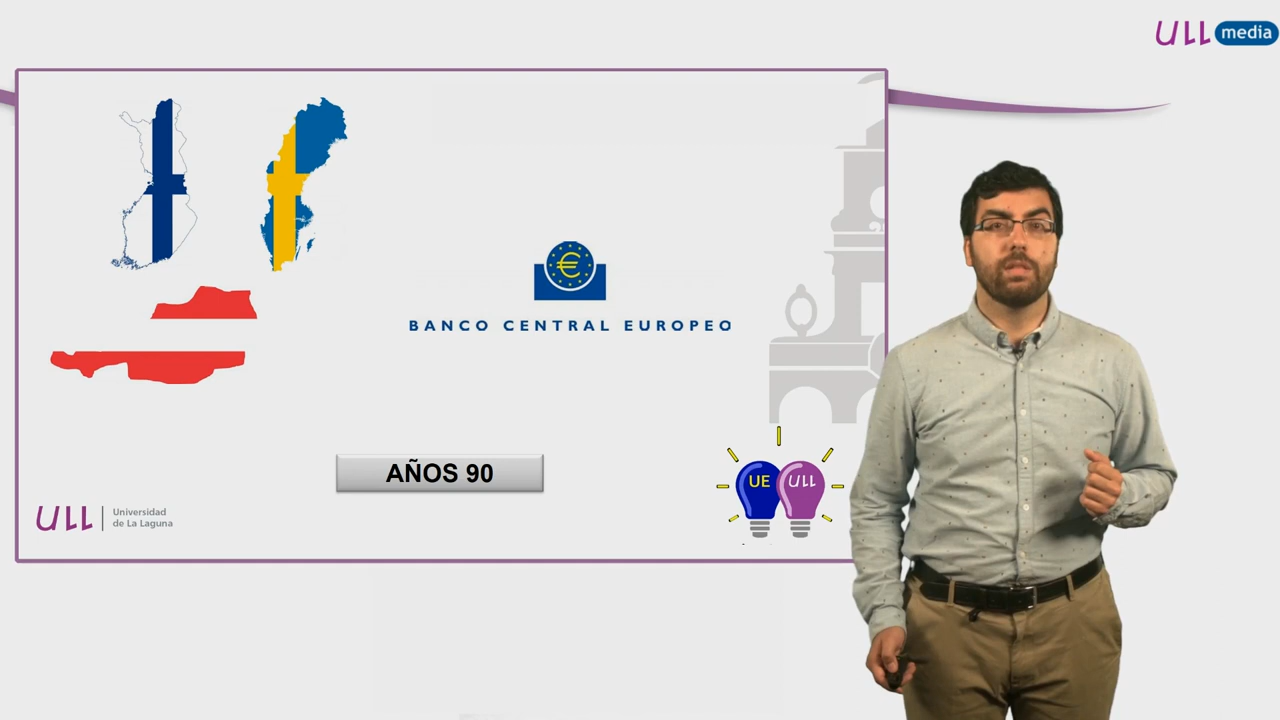 ULL media
BANCO CENTRAL EUROPEO
AÑOS 90
UE
ULL
ULL
Universidad
de La Laguna